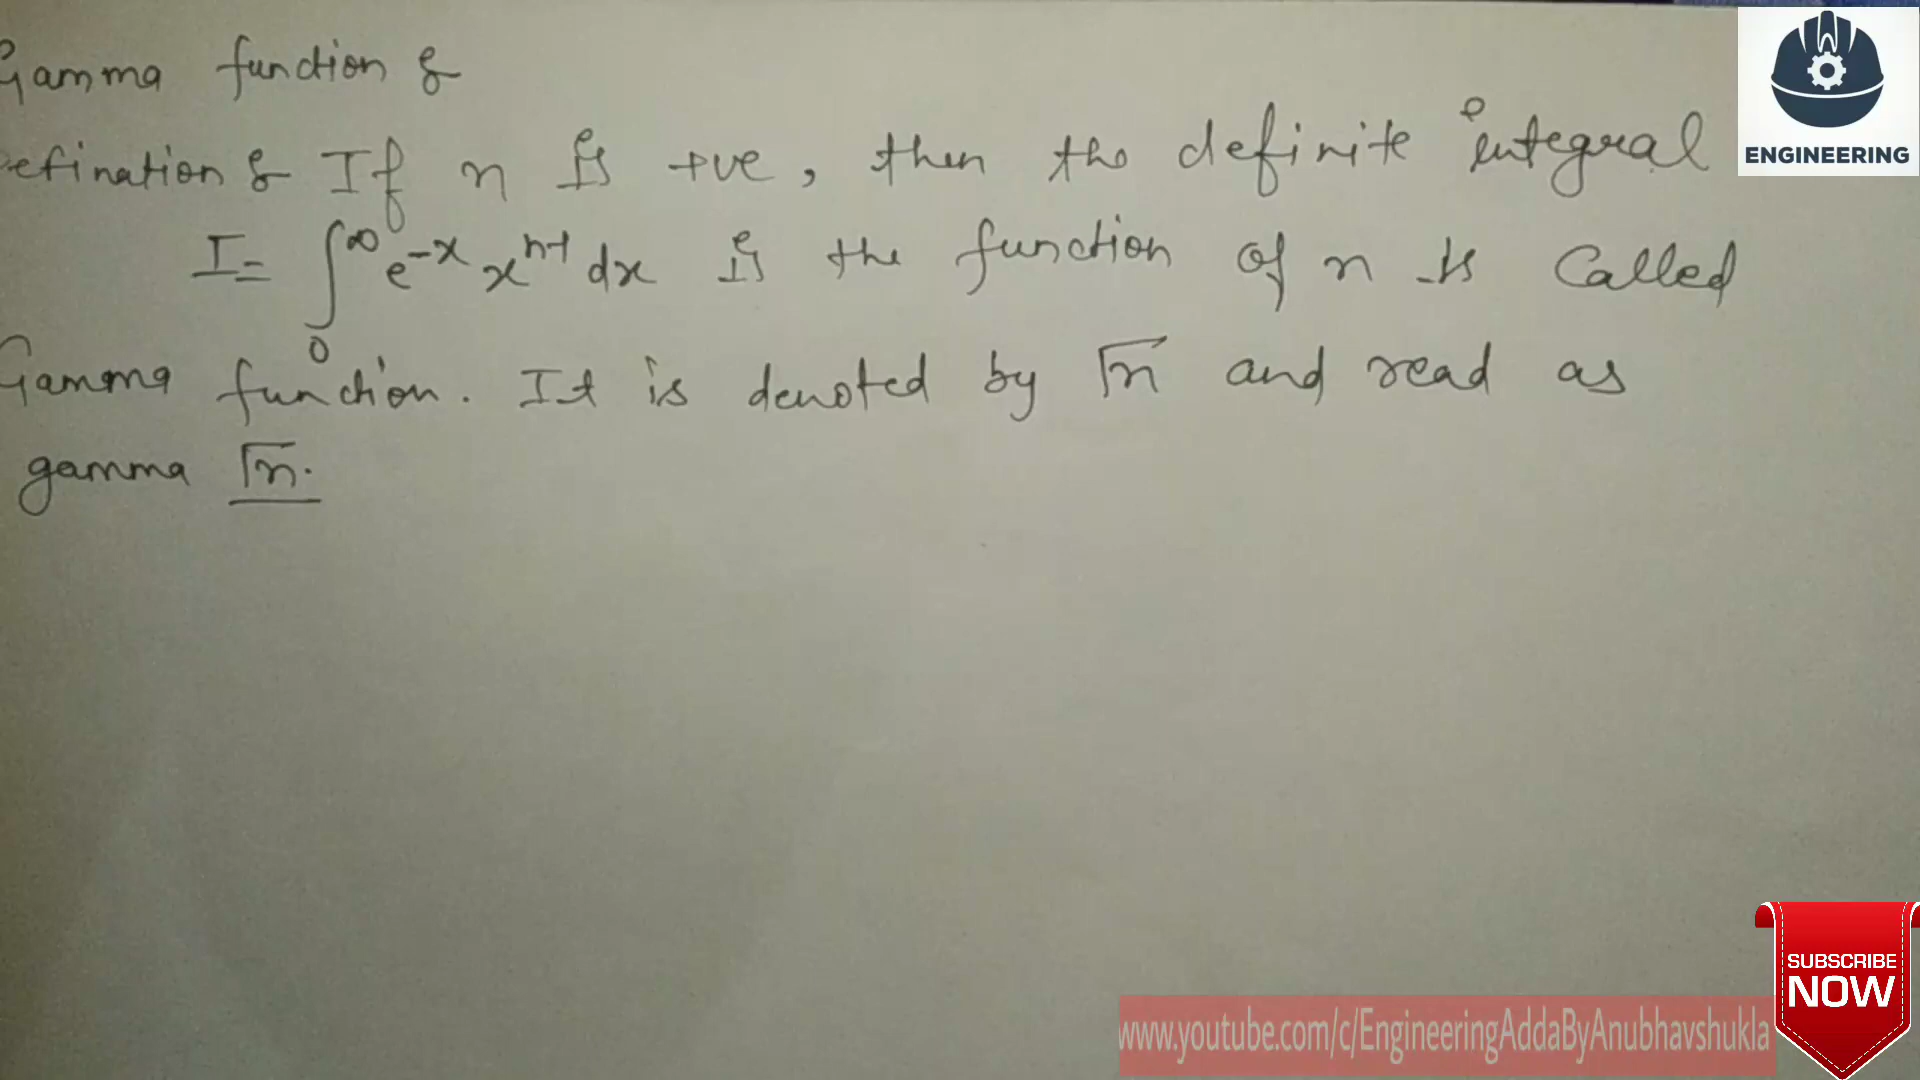 Gamma function :-
Defination :- If n is +ve, then the definite integral
I = ∫₀^∞ e^-x x^n-1 dx is the function of n is called
Gamma function. It is denoted by Γn and read as
gamma Γn.
ENGINEERING
SUBSCRIBE
NOW
www.youtube.com/c/EngineeringAddaByAnubhavshukla